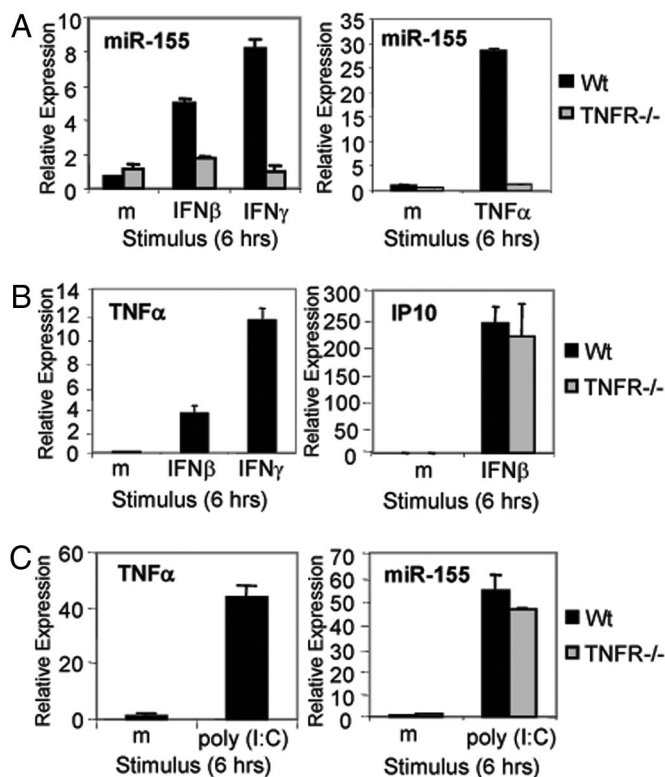 A
miR-155
Relative Expression
10
8
6
4
2
0
m IFNβ IFNγ
Stimulus (6 hrs)
miR-155
Relative Expression
35
30
25
20
15
10
5
0
m TNFα
Stimulus (6 hrs)
Wt
TNFR-/-
B
TNFα
Relative Expression
14
12
10
8
6
4
2
0
m IFNβ IFNγ
Stimulus (6 hrs)
IP10
Relative Expression
300
250
200
150
100
50
0
m IFNβ
Stimulus (6 hrs)
Wt
TNFR-/-
C
TNFα
Relative Expression
60
40
20
0
m poly (I:C)
Stimulus (6 hrs)
miR-155
Relative Expression
70
60
50
40
30
20
10
0
m poly (I:C)
Stimulus (6 hrs)
Wt
TNFR-/-